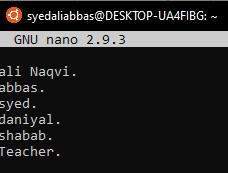 syedaliabbas@DESKTOP-UA4FIBG: ~
GNU nano 2.9.3
ali Naqvi.
abbas.
syed.
daniyal.
shabab.
Teacher.